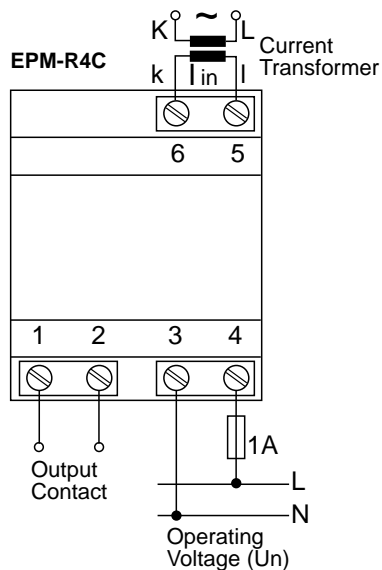 K ~ L
Current
Transformer
EPM-R4C
k I in l
6 5
1 2 3 4
1A
Output
Contact
L
N
Operating
Voltage (Un)